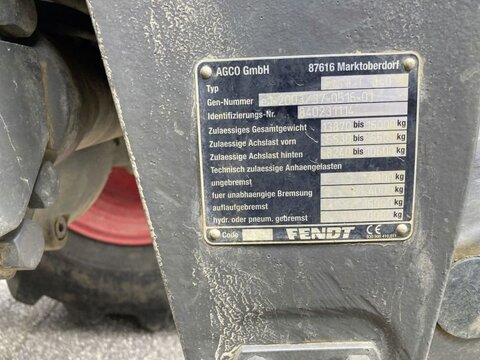 AGCO GmbH 87616 Marktoberdorf
Typ
Gen-Nummer
Identifizierungs-Nr.
Zulaessiges Gesamtgewicht bis kg
Zulaessige Achslast vorn bis kg
Zulaessige Achslast hinten bis kg
Technisch zulaessige Anhaengelasten
ungebremst kg
fuer unabhaengige Bremsung kg
auflaufgebremst kg
hydr. oder pneum. gebremst kg
Code FENDT CE